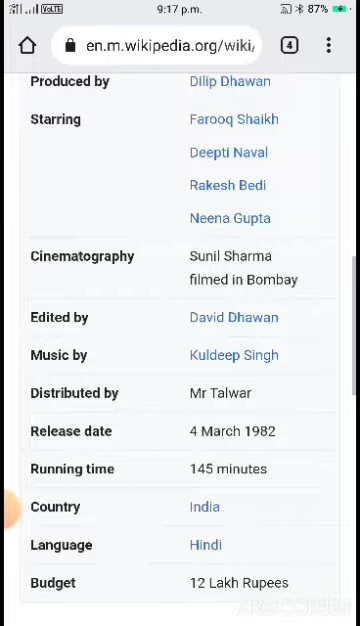 VoLTE 9:17 p.m. 87%
en.m.wikipedia.org/wiki/ 4
Produced by Dilip Dhawan
Starring Farooq Shaikh
Deepti Naval
Rakesh Bedi
Neena Gupta
Cinematography Sunil Sharma
filmed in Bombay
Edited by David Dhawan
Music by Kuldeep Singh
Distributed by Mr Talwar
Release date 4 March 1982
Running time 145 minutes
Country India
Language Hindi
Budget 12 Lakh Rupees